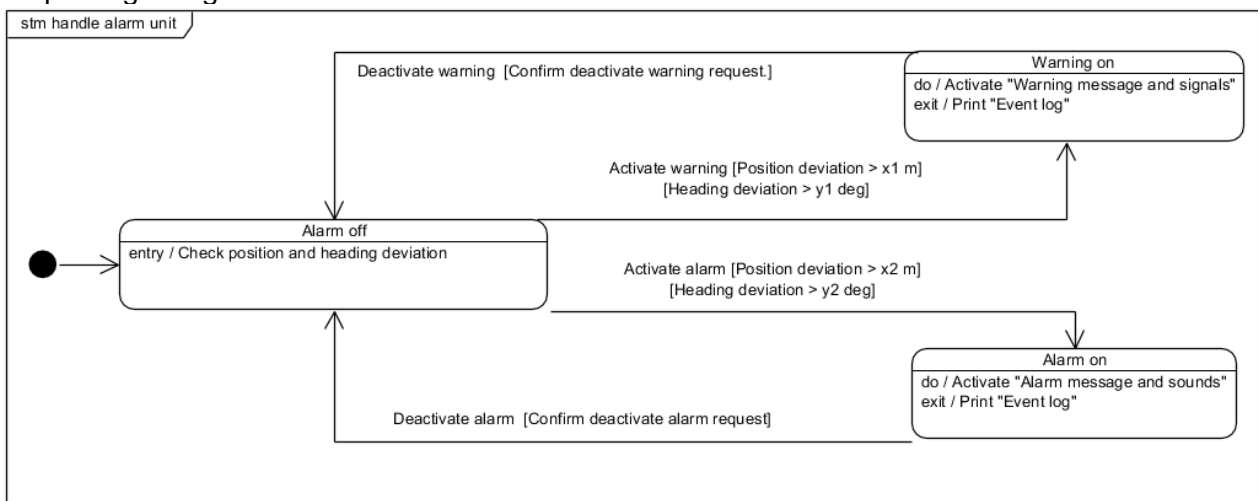 stm handle alarm unit
Deactivate warning [Confirm deactivate warning request.]
Warning on
do / Activate "Warning message and signals"
exit / Print "Event log"
Activate warning [Position deviation > x1 m]
[Heading deviation > y1 deg]
Alarm off
entry / Check position and heading deviation
Activate alarm [Position deviation > x2 m]
[Heading deviation > y2 deg]
Alarm on
do / Activate "Alarm message and sounds"
exit / Print "Event log"
Deactivate alarm [Confirm deactivate alarm request]